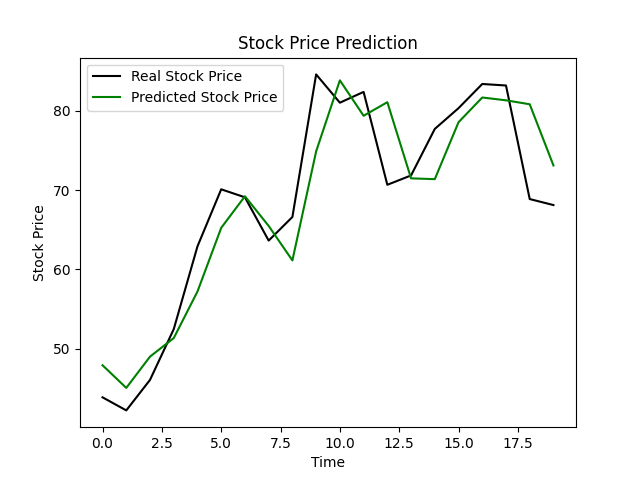 Stock Price Prediction
Real Stock Price
Predicted Stock Price
80
70
60
50
Stock Price
0.0 2.5 5.0 7.5 10.0 12.5 15.0 17.5
Time